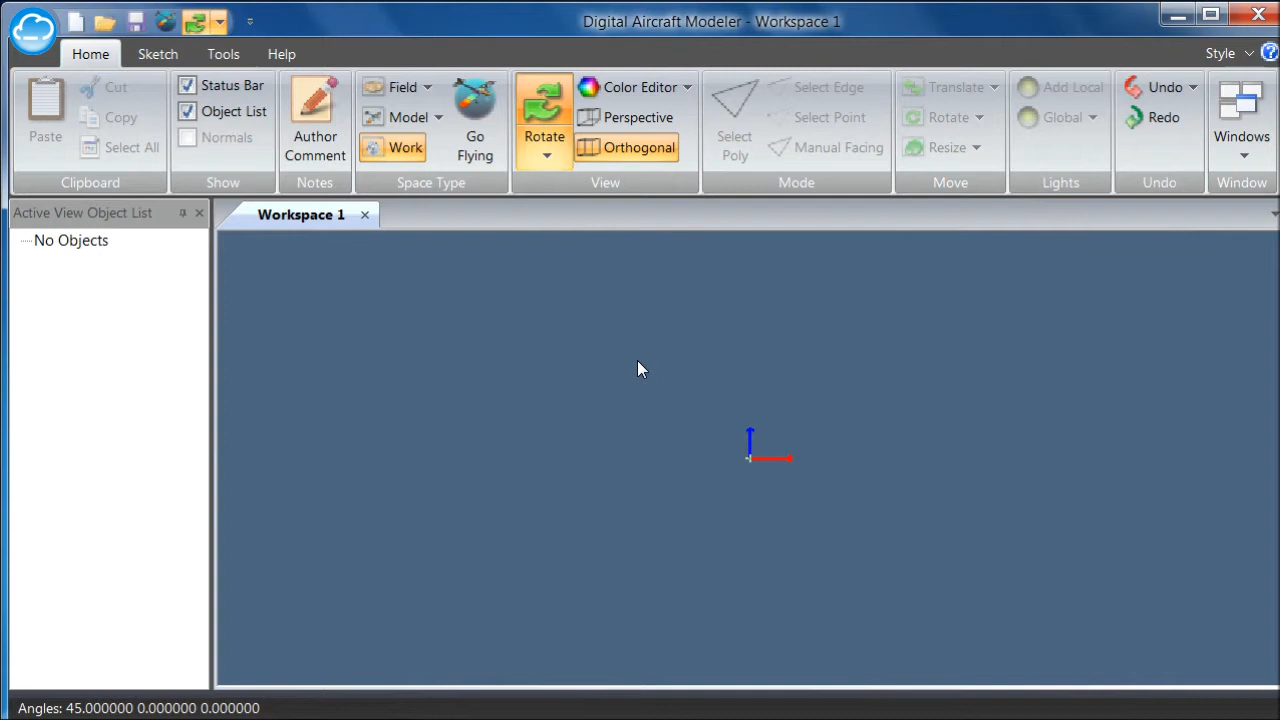 Digital Aircraft Modeler - Workspace 1
Home Sketch Tools Help Style
Paste
Cut
Copy
Select All
Clipboard
Status Bar
Object List
Normals
Show
Author
Comment
Notes
Field
Model
Work
Go
Flying
Space Type
Rotate
Color Editor
Perspective
Orthogonal
View
Select
Poly
Select Edge
Select Point
Manual Facing
Mode
Translate
Rotate
Resize
Move
Add Local
Global
Lights
Undo
Redo
Undo
Windows
Window
Active View Object List
No Objects
Workspace 1
Angles: 45.000000 0.000000 0.000000